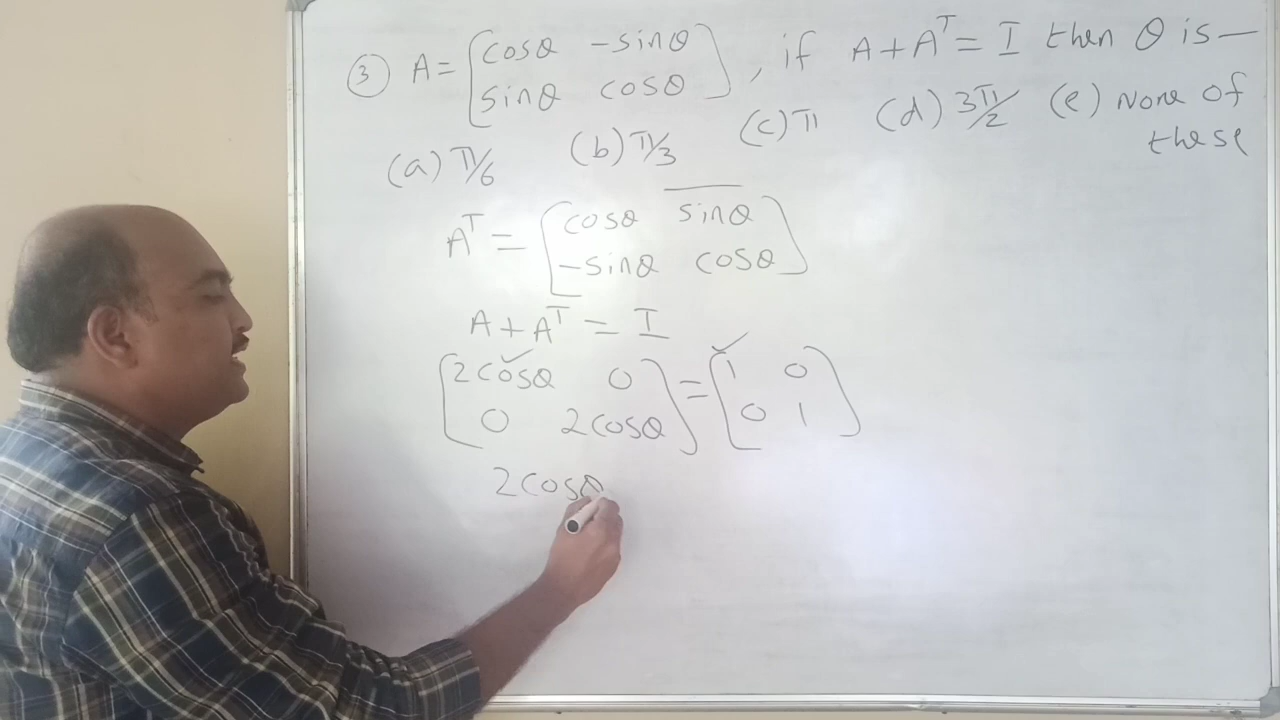 ③ A = [cosθ -sinθ
sinθ cosθ], if A + Aᵀ = I then θ is —
(a) π/6 (b) π/3 (c) π (d) 3π/2 (e) None of
these
Aᵀ = [cosθ sinθ
-sinθ cosθ]
A + Aᵀ = I
[2cosθ 0
0 2cosθ] = [1 0
0 1]
2cosθ